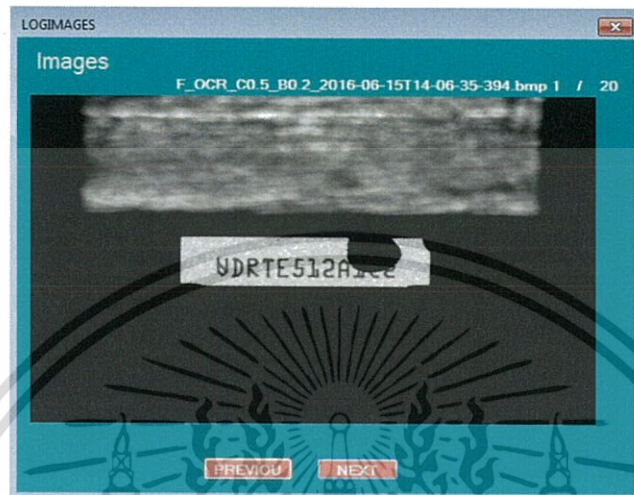 LOGIMAGES
Images
F_OCR_C0.5_B0.2_2016-06-15T14-06-35-394.bmp 1 / 20
PREVIOU
NEXT